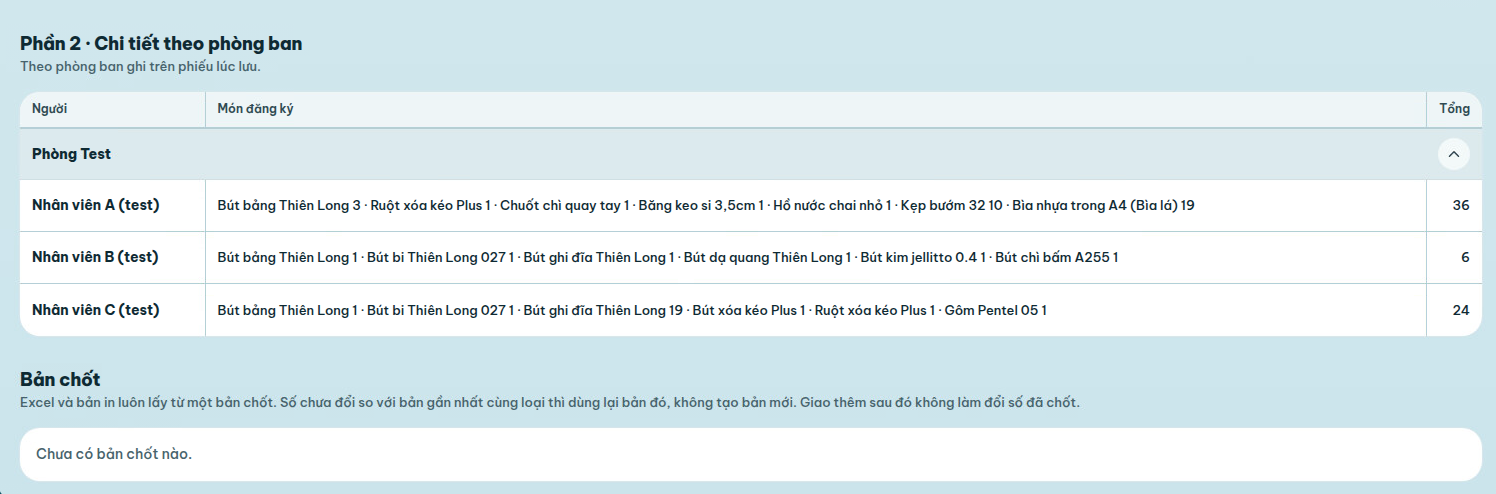 Phần 2 · Chi tiết theo phòng ban
Theo phòng ban ghi trên phiếu lúc lưu.
Người Món đăng ký Tổng
Phòng Test
Nhân viên A (test) Bút bảng Thiên Long 3 · Ruột xóa kéo Plus 1 · Chuốt chì quay tay 1 · Băng keo si 3,5cm 1 · Hồ nước chai nhỏ 1 · Kẹp bướm 32 10 · Bìa nhựa trong A4 (Bìa lá) 19 36
Nhân viên B (test) Bút bảng Thiên Long 1 · Bút bi Thiên Long 027 1 · Bút ghi đĩa Thiên Long 1 · Bút dạ quang Thiên Long 1 · Bút kim jellitto 0.4 1 · Bút chì bấm A255 1 6
Nhân viên C (test) Bút bảng Thiên Long 1 · Bút bi Thiên Long 027 1 · Bút ghi đĩa Thiên Long 19 · Bút xóa kéo Plus 1 · Ruột xóa kéo Plus 1 · Gôm Pentel 05 1 24
Bản chốt
Excel và bản in luôn lấy từ một bản chốt. Số chưa đổi so với bản gần nhất cùng loại thì dùng lại bản đó, không tạo bản mới. Giao thêm sau đó không làm đổi số đã chốt.
Chưa có bản chốt nào.